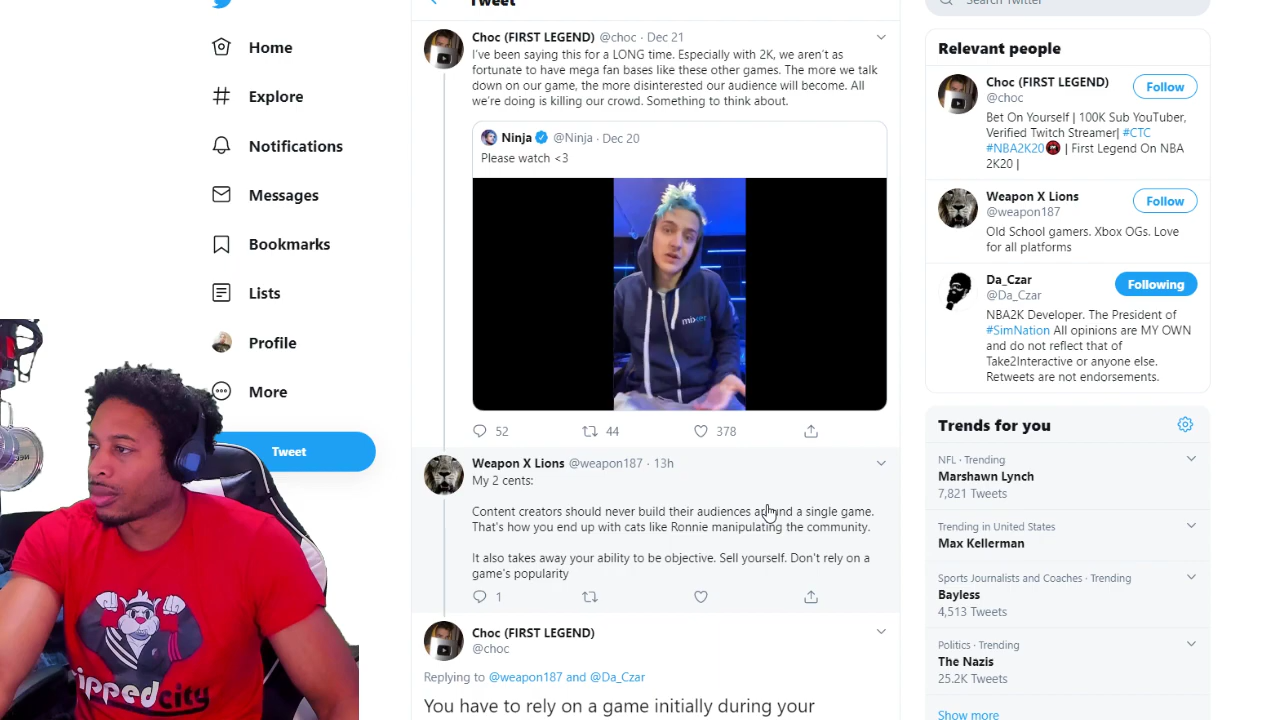 Home
Explore
Notifications
Messages
Bookmarks
Lists
Profile
More
Tweet
Tweet
Choc (FIRST LEGEND) @choc · Dec 21
I've been saying this for a LONG time. Especially with 2K, we aren't as
fortunate to have mega fan bases like these other games. The more we talk
down on our game, the more disinterested our audience will become. All
we're doing is killing our crowd. Something to think about.
Ninja @Ninja · Dec 20
Please watch <3
mixer
52
44
378
Weapon X Lions @weapon187 · 13h
My 2 cents:
Content creators should never build their audiences around a single game.
That's how you end up with cats like Ronnie manipulating the community.
It also takes away your ability to be objective. Sell yourself. Don't rely on a
game's popularity
1
Choc (FIRST LEGEND)
@choc
Replying to @weapon187 and @Da_Czar
You have to rely on a game initially during your
Search Twitter
Relevant people
Choc (FIRST LEGEND)
@choc
Follow
Bet On Yourself | 100K Sub YouTuber,
Verified Twitch Streamer| #CTC
#NBA2K20 | First Legend On NBA
2K20 |
Weapon X Lions
@weapon187
Follow
Old School gamers. Xbox OGs. Love
for all platforms
Da_Czar
@Da_Czar
Following
NBA2K Developer. The President of
#SimNation All opinions are MY OWN
and do not reflect that of
Take2Interactive or anyone else.
Retweets are not endorsements.
Trends for you
NFL · Trending
Marshawn Lynch
7,821 Tweets
Trending in United States
Max Kellerman
Sports Journalists and Coaches · Trending
Bayless
4,513 Tweets
Politics · Trending
The Nazis
25.2K Tweets
Show more
rippedcity